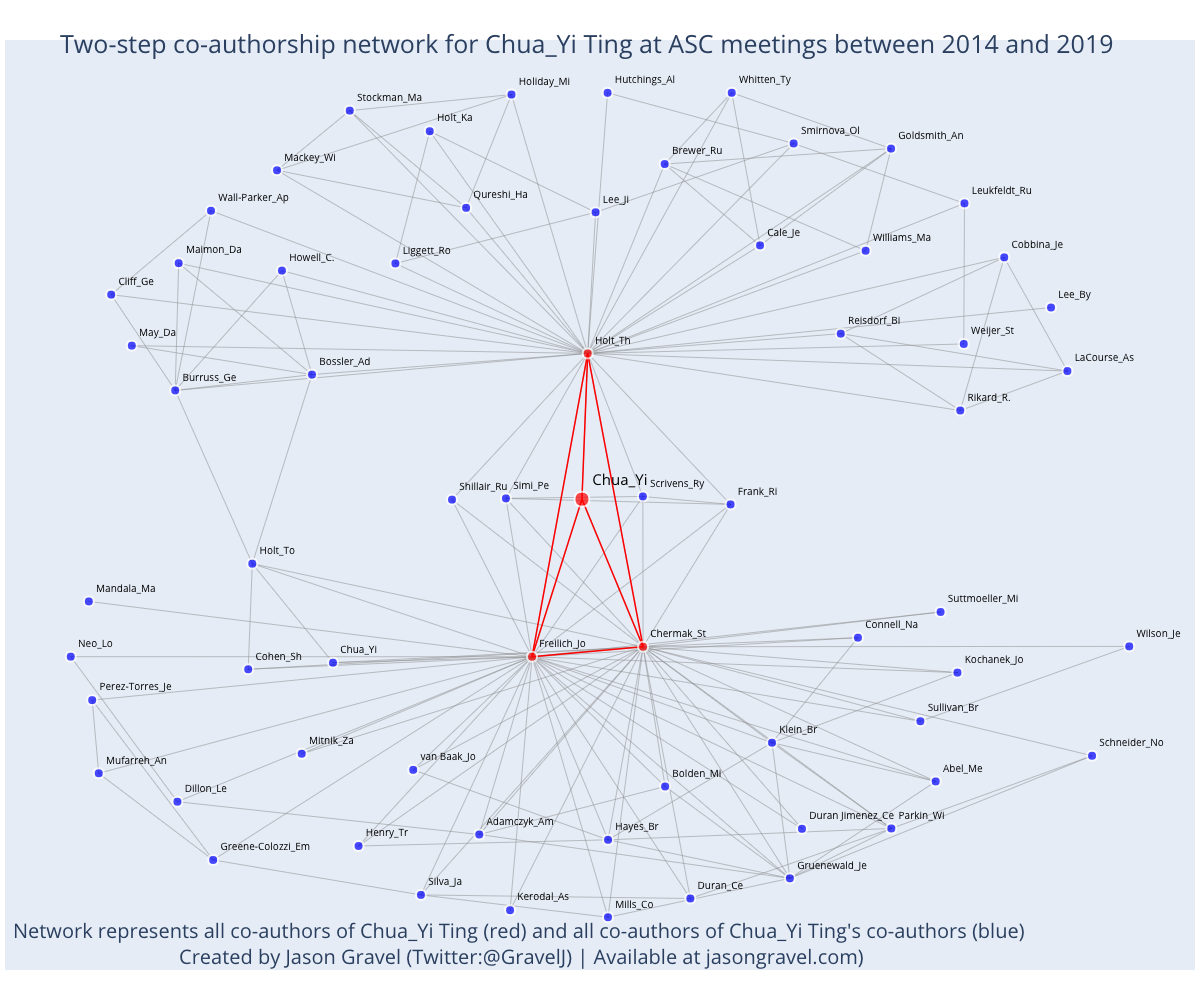 Two-step co-authorship network for Chua_Yi Ting at ASC meetings between 2014 and 2019
Holiday_Mi
Hutchings_Al
Whitten_Ty
Stockman_Ma
Holt_Ka
Smirnova_Ol
Goldsmith_An
Brewer_Ru
Mackey_Wi
Qureshi_Ha
Lee_Ji
Leukfeldt_Ru
Wall-Parker_Ap
Cale_Je
Williams_Ma
Cobbina_Je
Maimon_Da
Howell_C.
Liggett_Ro
Cliff_Ge
Lee_By
May_Da
Holt_Th
Reisdorf_Bi
Weijer_St
Bossler_Ad
LaCourse_As
Burruss_Ge
Rikard_R.
Chua_Yi
Shillair_Ru
Simi_Pe
Scrivens_Ry
Frank_Ri
Holt_To
Mandala_Ma
Suttmoeller_Mi
Connell_Na
Neo_Lo
Cohen_Sh
Chua_Yi
Freilich_Jo
Chermak_St
Wilson_Je
Kochanek_Jo
Perez-Torres_Je
Sullivan_Br
Mitnik_Za
Klein_Br
Schneider_No
Mufarreh_An
van Baak_Jo
Bolden_Mi
Abel_Me
Dillon_Le
Henry_Tr
Adamczyk_Am
Hayes_Br
Duran Jimenez_Ce
Parkin_Wi
Greene-Colozzi_Em
Gruenewald_Je
Silva_Ja
Kerodal_As
Mills_Co
Duran_Ce
Network represents all co-authors of Chua_Yi Ting (red) and all co-authors of Chua_Yi Ting's co-authors (blue)
Created by Jason Gravel (Twitter:@GravelJ) | Available at jasongravel.com)